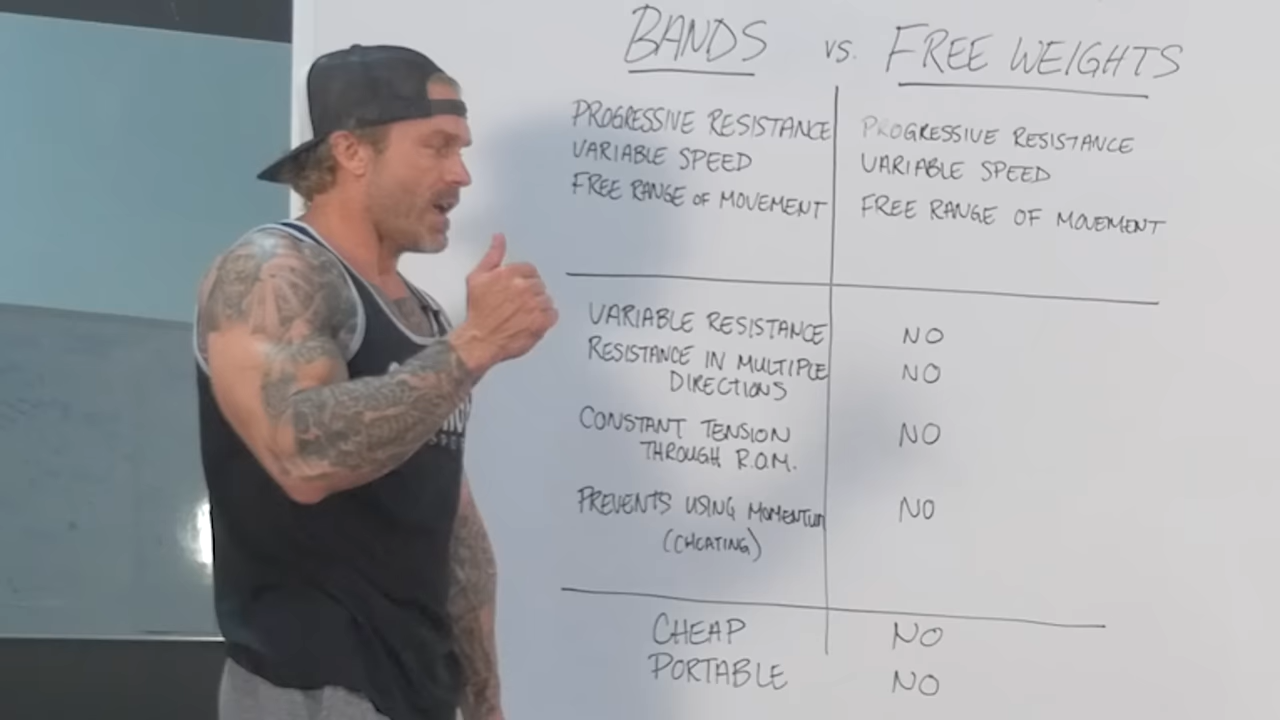 BANDS vs. FREE WEIGHTS
PROGRESSIVE RESISTANCE PROGRESSIVE RESISTANCE
VARIABLE SPEED VARIABLE SPEED
FREE RANGE OF MOVEMENT FREE RANGE OF MOVEMENT
VARIABLE RESISTANCE NO
RESISTANCE IN MULTIPLE NO
DIRECTIONS
CONSTANT TENSION NO
THROUGH R.O.M.
PREVENTS USING MOMENTUM NO
(CHEATING)
CHEAP NO
PORTABLE NO